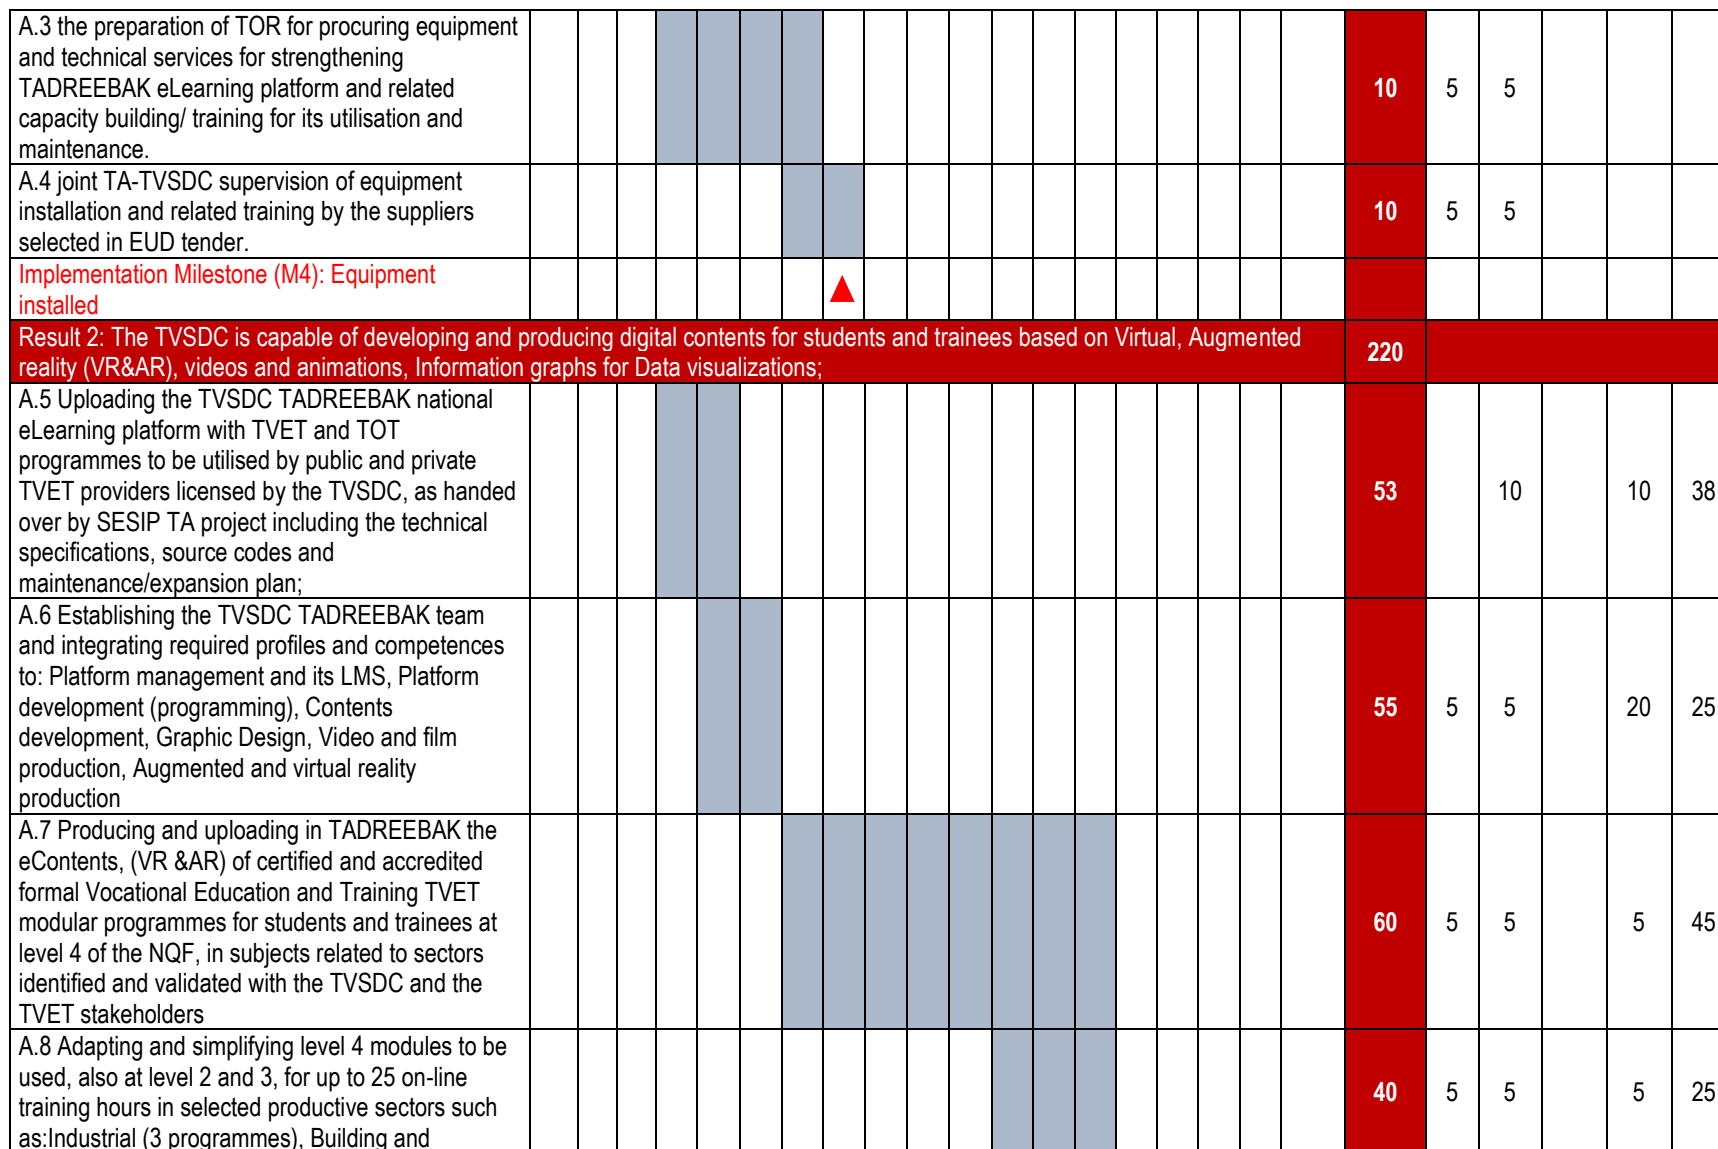 A.3 the preparation of TOR for procuring equipment
and technical services for strengthening
TADREEBAK eLearning platform and related
capacity building/ training for its utilisation and
maintenance.
10 5 5
A.4 joint TA-TVSDC supervision of equipment
installation and related training by the suppliers
selected in EUD tender.
10 5 5
Implementation Milestone (M4): Equipment
installed
Result 2: The TVSDC is capable of developing and producing digital contents for students and trainees based on Virtual, Augmented
reality (VR&AR), videos and animations, Information graphs for Data visualizations;
220
A.5 Uploading the TVSDC TADREEBAK national
eLearning platform with TVET and TOT
programmes to be utilised by public and private
TVET providers licensed by the TVSDC, as handed
over by SESIP TA project including the technical
specifications, source codes and
maintenance/expansion plan;
53 10 10 38
A.6 Establishing the TVSDC TADREEBAK team
and integrating required profiles and competences
to: Platform management and its LMS, Platform
development (programming), Contents
development, Graphic Design, Video and film
production, Augmented and virtual reality
production
55 5 5 20 25
A.7 Producing and uploading in TADREEBAK the
eContents, (VR &AR) of certified and accredited
formal Vocational Education and Training TVET
modular programmes for students and trainees at
level 4 of the NQF, in subjects related to sectors
identified and validated with the TVSDC and the
TVET stakeholders
60 5 5 5 45
A.8 Adapting and simplifying level 4 modules to be
used, also at level 2 and 3, for up to 25 on-line
training hours in selected productive sectors such
as:Industrial (3 programmes), Building and
40 5 5 5 25